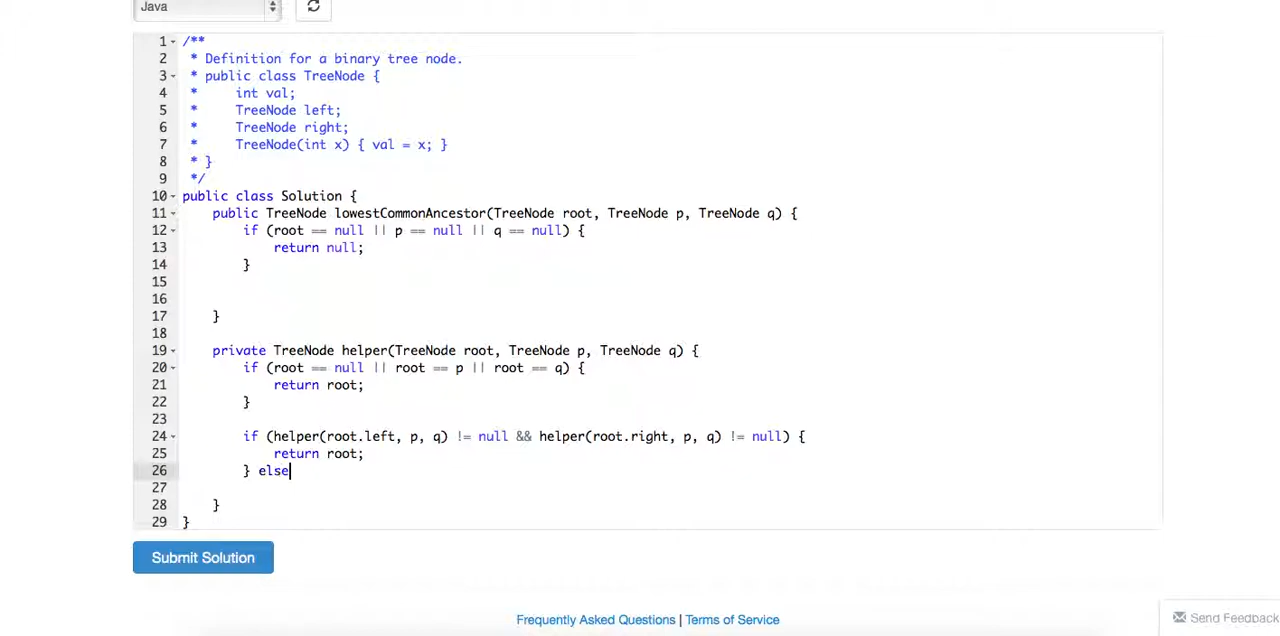 Java
1 /**
2  * Definition for a binary tree node.
3  * public class TreeNode {
4  *     int val;
5  *     TreeNode left;
6  *     TreeNode right;
7  *     TreeNode(int x) { val = x; }
8  * }
9  */
10 public class Solution {
11     public TreeNode lowestCommonAncestor(TreeNode root, TreeNode p, TreeNode q) {
12         if (root == null || p == null || q == null) {
13             return null;
14         }
15
16
17     }
18
19     private TreeNode helper(TreeNode root, TreeNode p, TreeNode q) {
20         if (root == null || root == p || root == q) {
21             return root;
22         }
23
24         if (helper(root.left, p, q) != null && helper(root.right, p, q) != null) {
25             return root;
26         } else
27
28     }
29 }
Submit Solution
Frequently Asked Questions | Terms of Service
Send Feedback